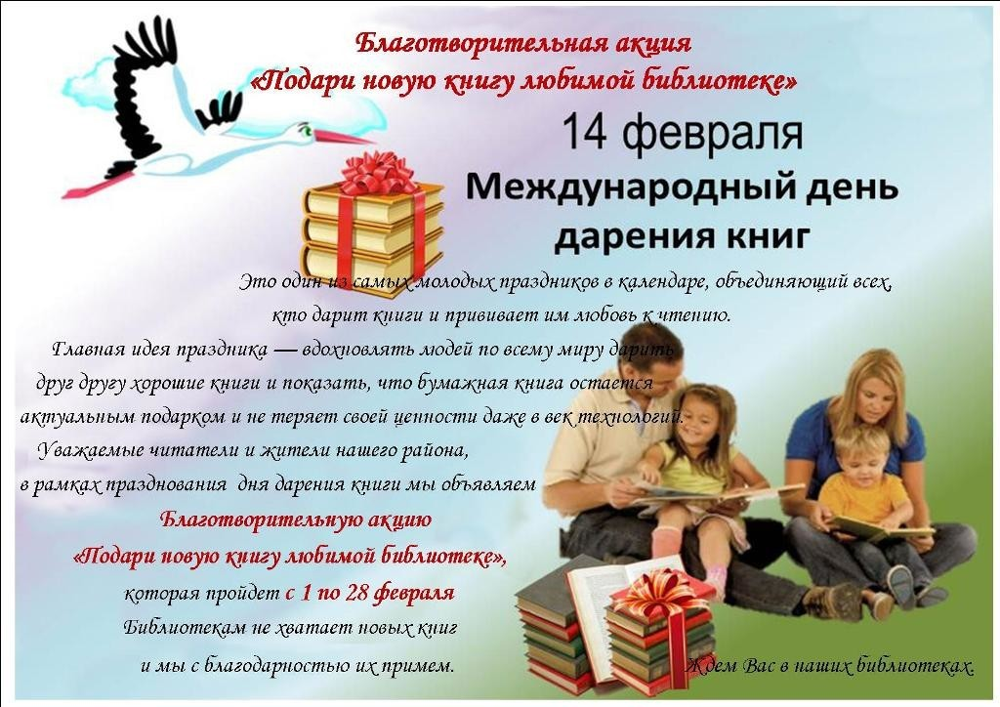 Благотворительная акция
«Подари новую книгу любимой библиотеке»
14 февраля
Международный день
дарения книг
Это один из самых молодых праздников в календаре, объединяющий всех,
кто дарит книги и прививает им любовь к чтению.
Главная идея праздника — вдохновлять людей по всему миру дарить
друг другу хорошие книги и показать, что бумажная книга остается
актуальным подарком и не теряет своей ценности даже в век технологий.
Уважаемые читатели и жители нашего района,
в рамках празднования дня дарения книги мы объявляем
Благотворительную акцию
«Подари новую книгу любимой библиотеке»,
которая пройдет с 1 по 28 февраля
Библиотекам не хватает новых книг
и мы с благодарностью их примем.
Ждем Вас в наших библиотеках.